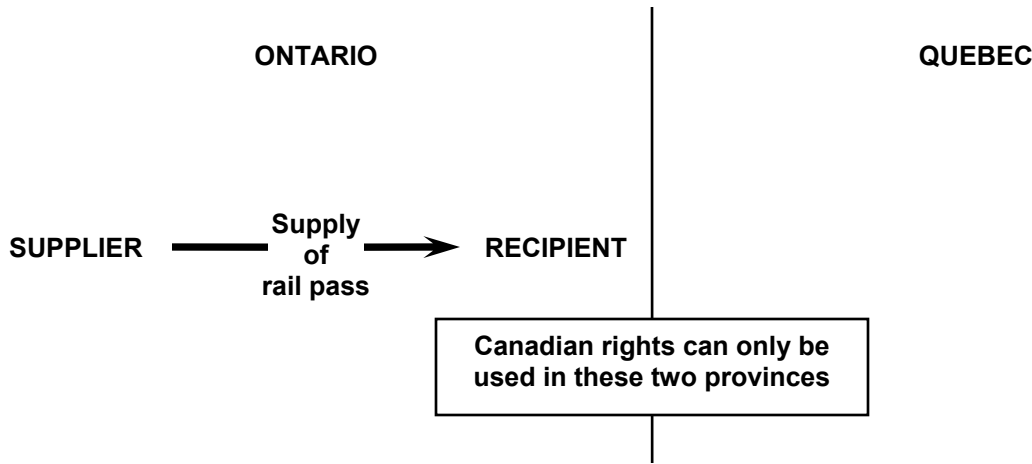 ONTARIO
QUEBEC
SUPPLIER
Supply
of
rail pass
RECIPIENT
Canadian rights can only be
used in these two provinces